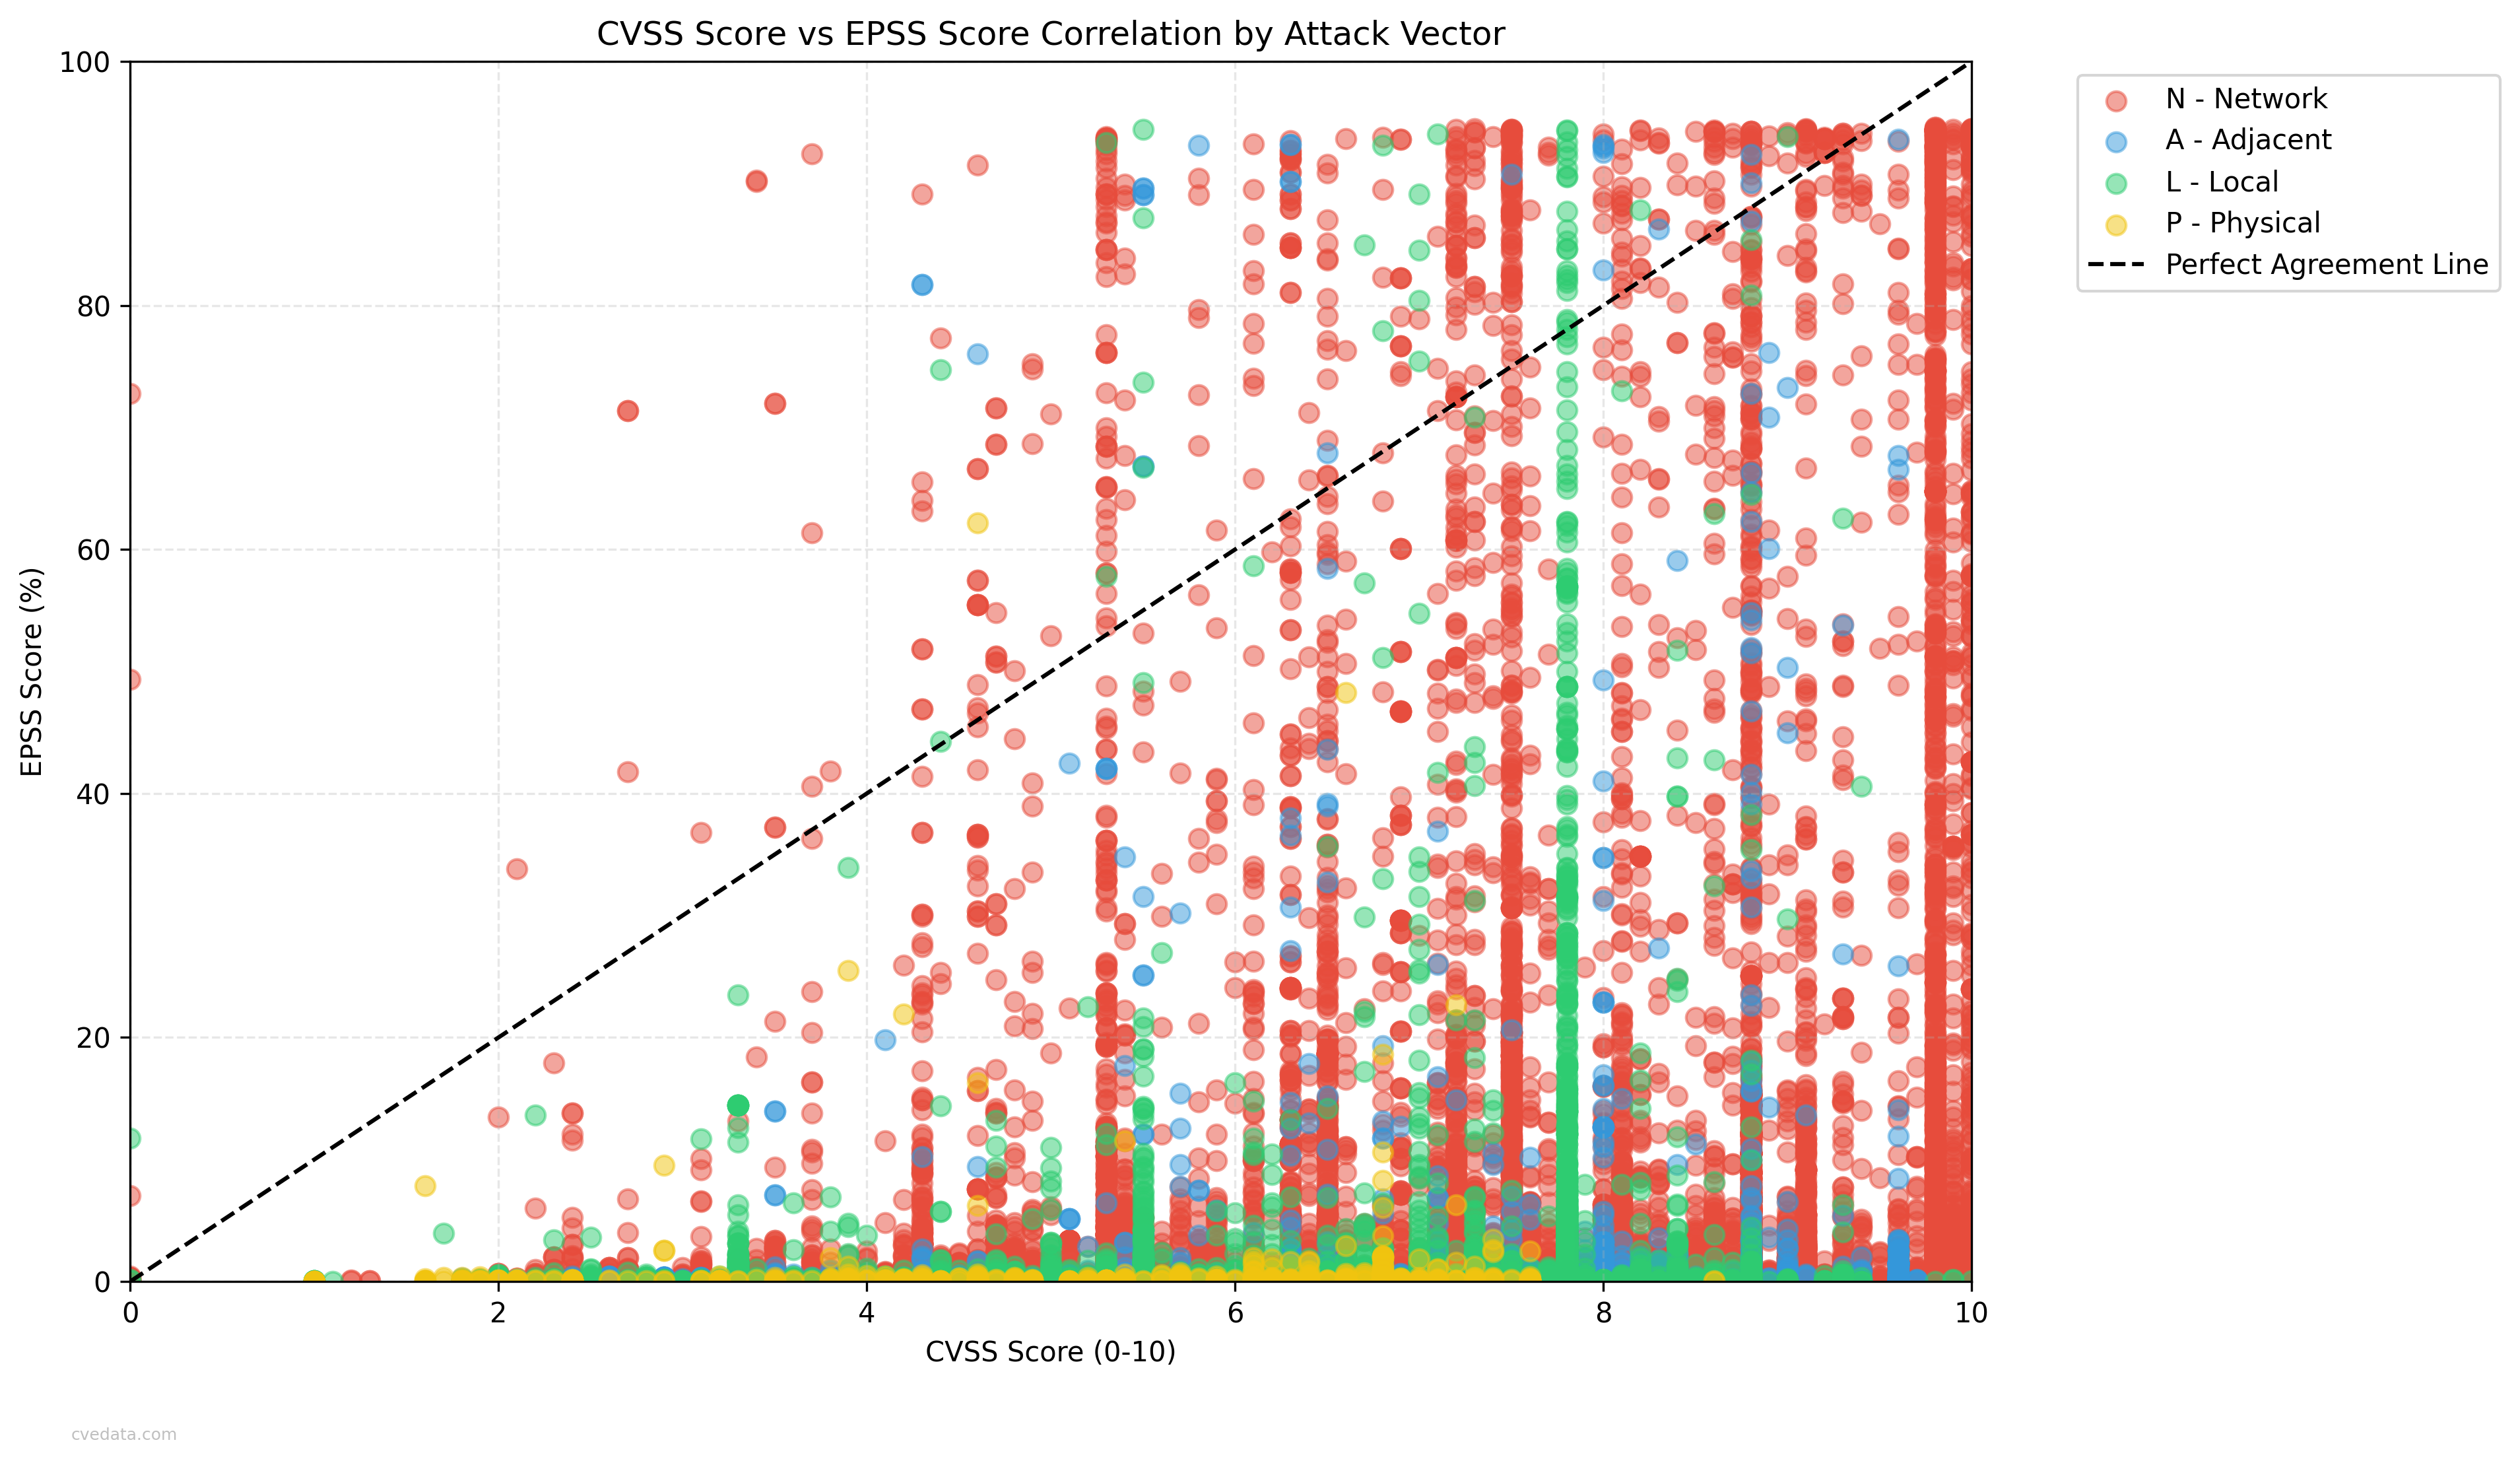 CVSS Score vs EPSS Score Correlation by Attack Vector
100
80
60
40
20
0
EPSS Score (%)
0 2 4 6 8 10
CVSS Score (0-10)
N - Network
A - Adjacent
L - Local
P - Physical
Perfect Agreement Line
cvedata.com